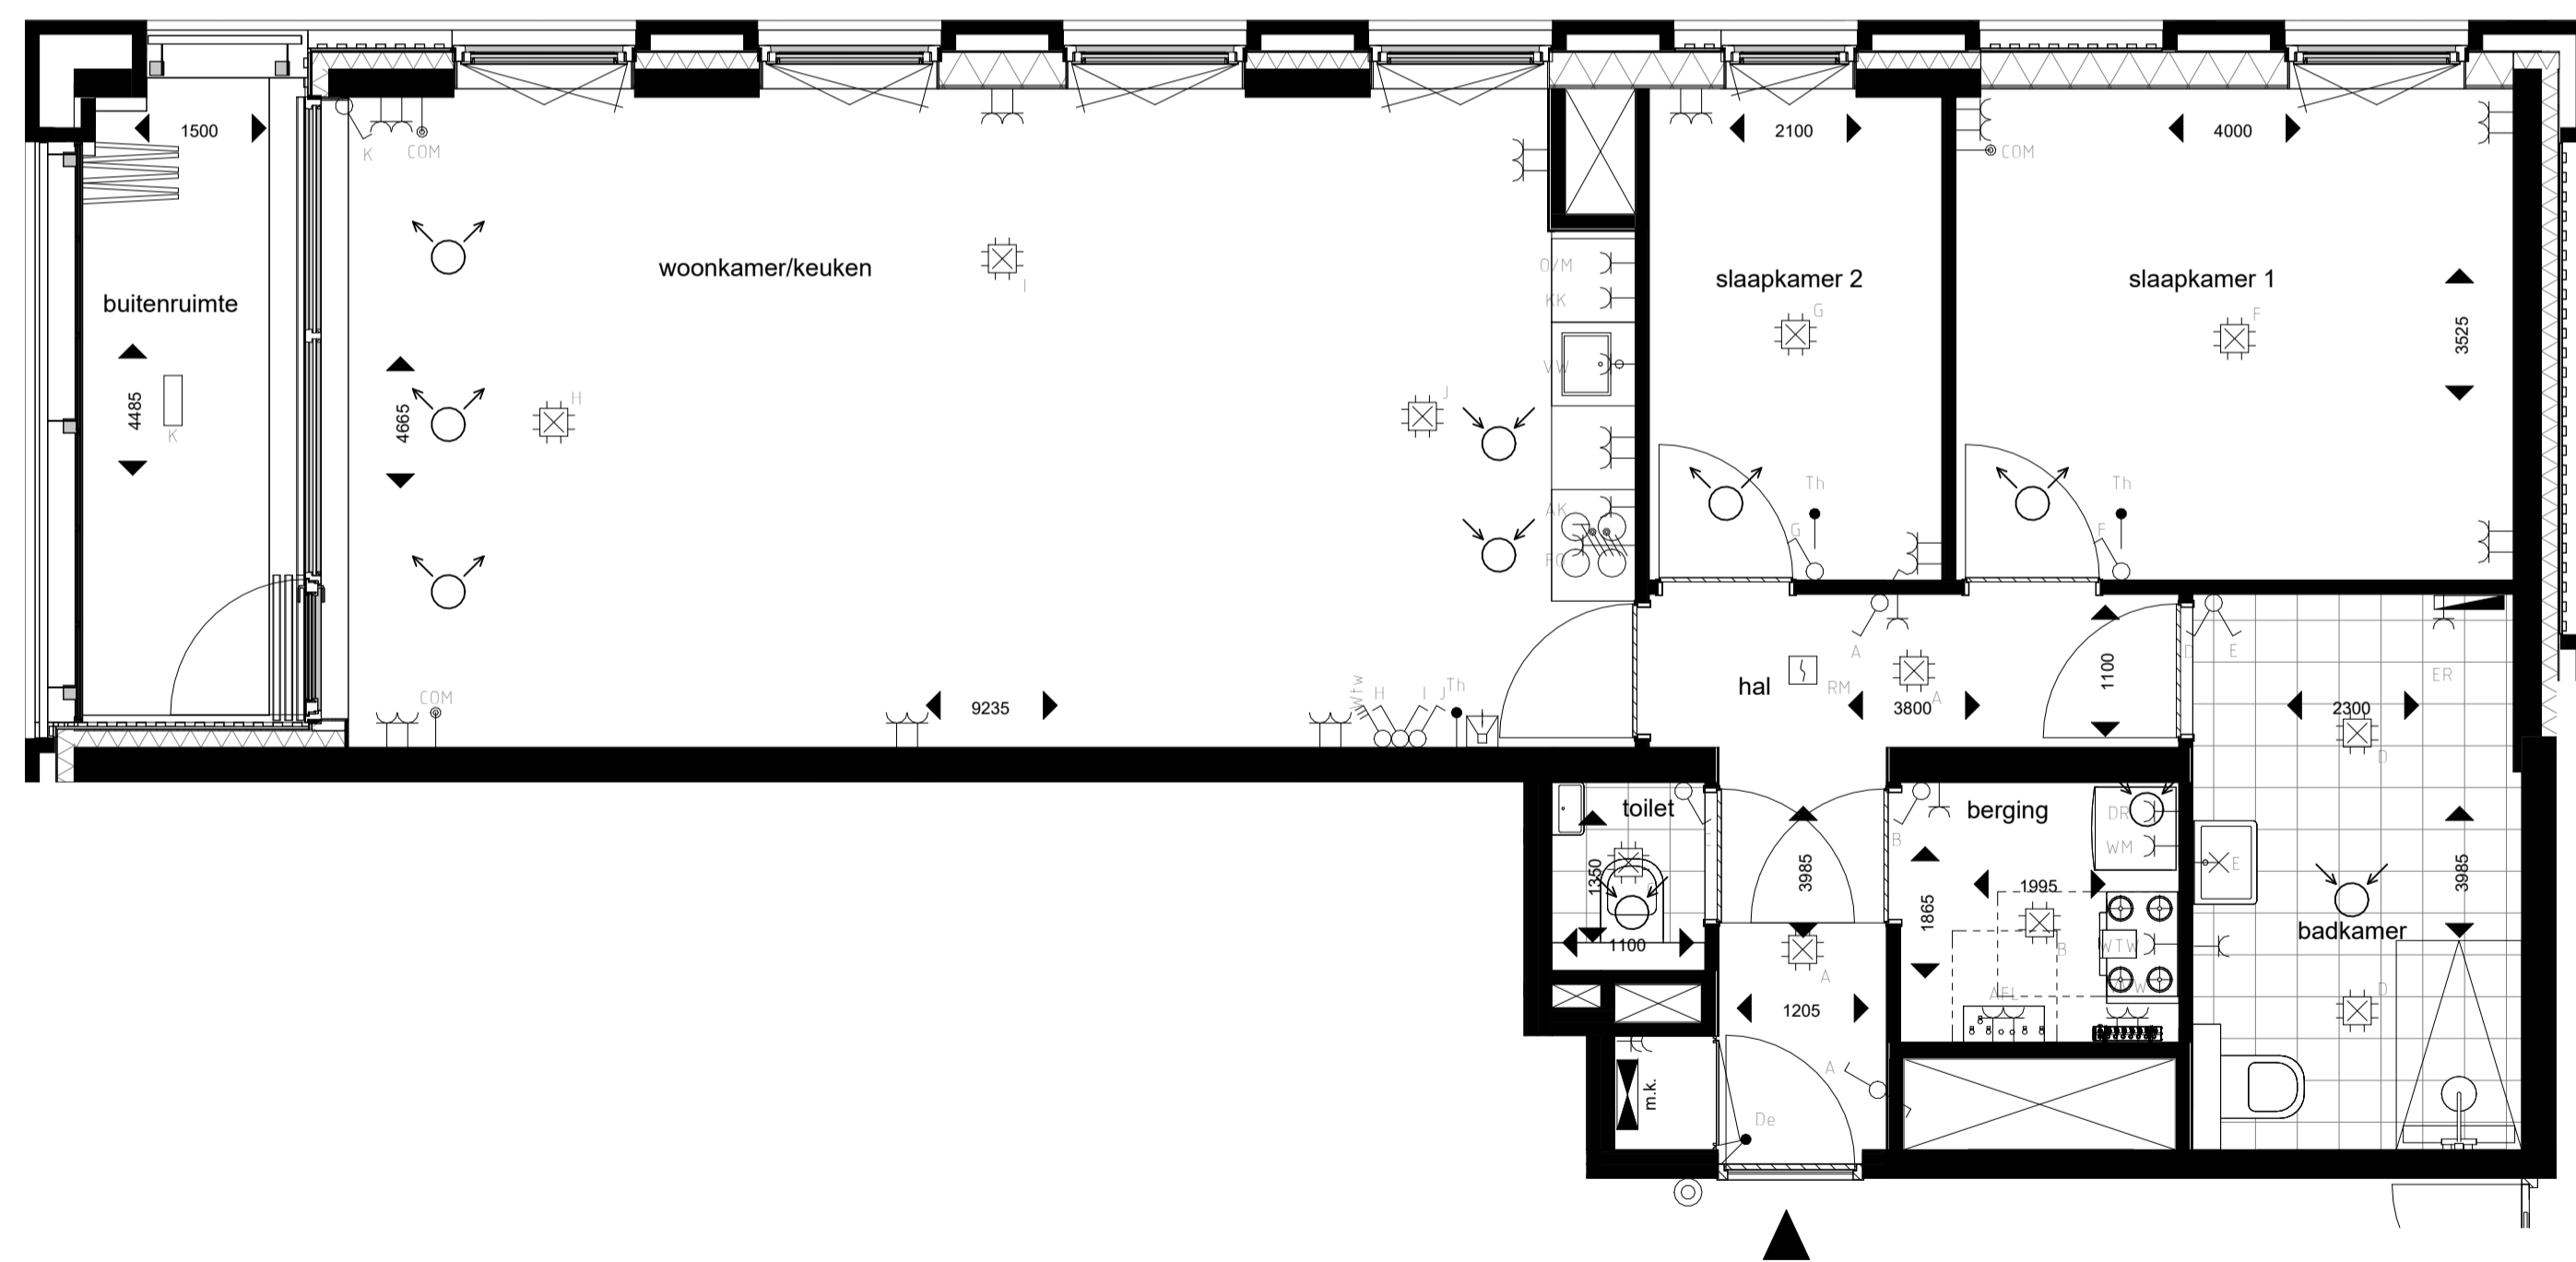 1500
K
COM
2100
COM
4000
woonkamer/keuken
I
O/M
KK
slaapkamer 2
G
slaapkamer 1
F
3525
buitenruimte
4485
K
4665
H
J
VW
AK
Th
G
Th
F
COM
9235
Wtw
H
I
J
Th
hal
RM
A
A
3800
1100
D
E
ER
2300
D
toilet
1350
1100
3985
B
berging
DR
WM
1995
1865
B
WTW
AFL
E
badkamer
3985
D
A
1205
A
m.k.
De